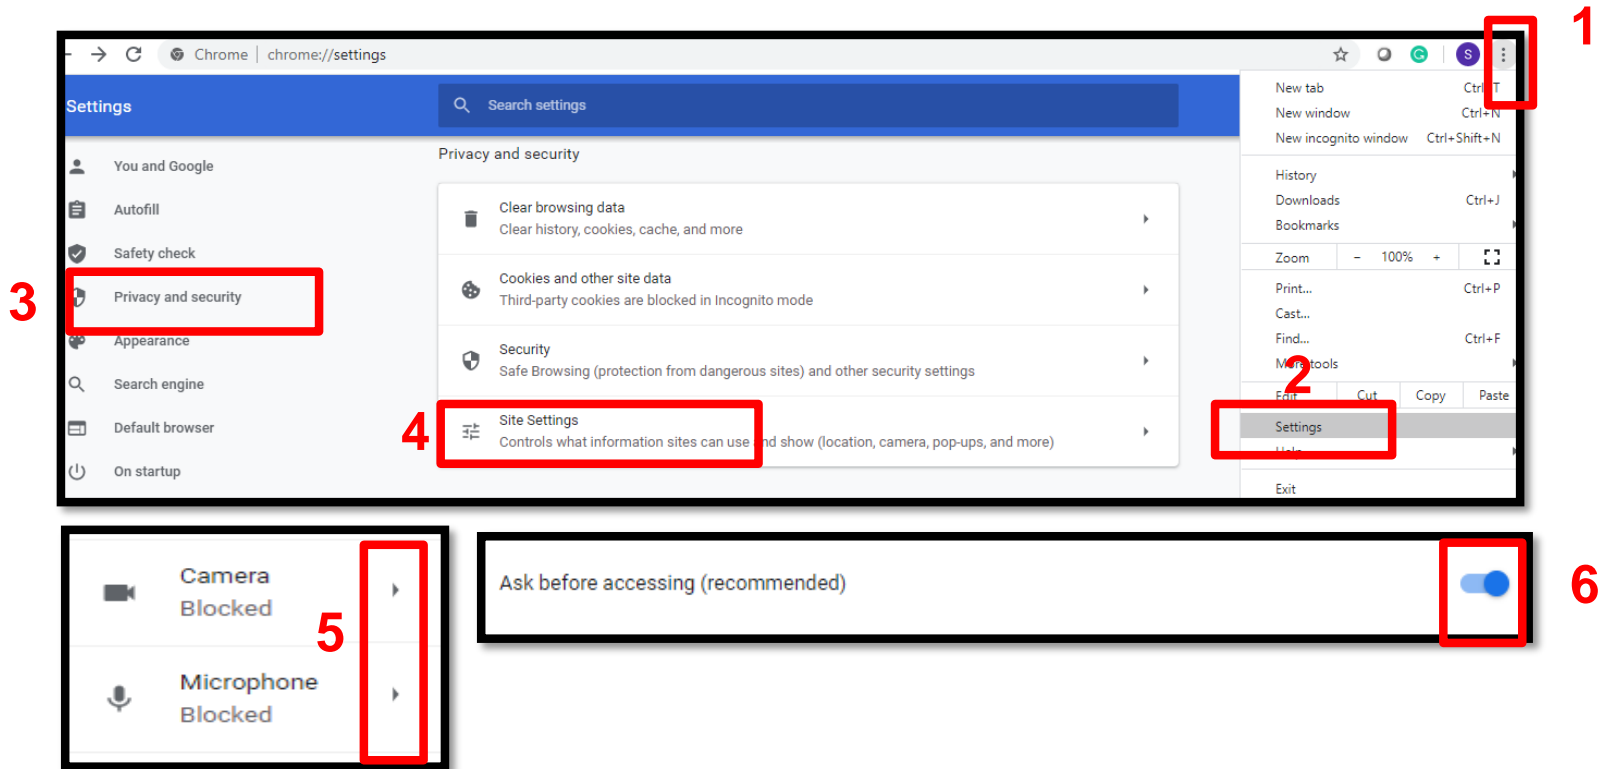 1
Chrome | chrome://settings
S
Settings
Search settings
New tab Ctrl+T
New window Ctrl+N
New incognito window Ctrl+Shift+N
History
Downloads Ctrl+J
Bookmarks
Zoom - 100% +
Print... Ctrl+P
Cast...
Find... Ctrl+F
More tools
2
Edit Cut Copy Paste
Settings
Help
Exit
You and Google
Autofill
Safety check
3
Privacy and security
Appearance
Search engine
Default browser
On startup
Privacy and security
Clear browsing data
Clear history, cookies, cache, and more
Cookies and other site data
Third-party cookies are blocked in Incognito mode
Security
Safe Browsing (protection from dangerous sites) and other security settings
4
Site Settings
Controls what information sites can use and show (location, camera, pop-ups, and more)
Camera
Blocked
5
Microphone
Blocked
Ask before accessing (recommended)
6